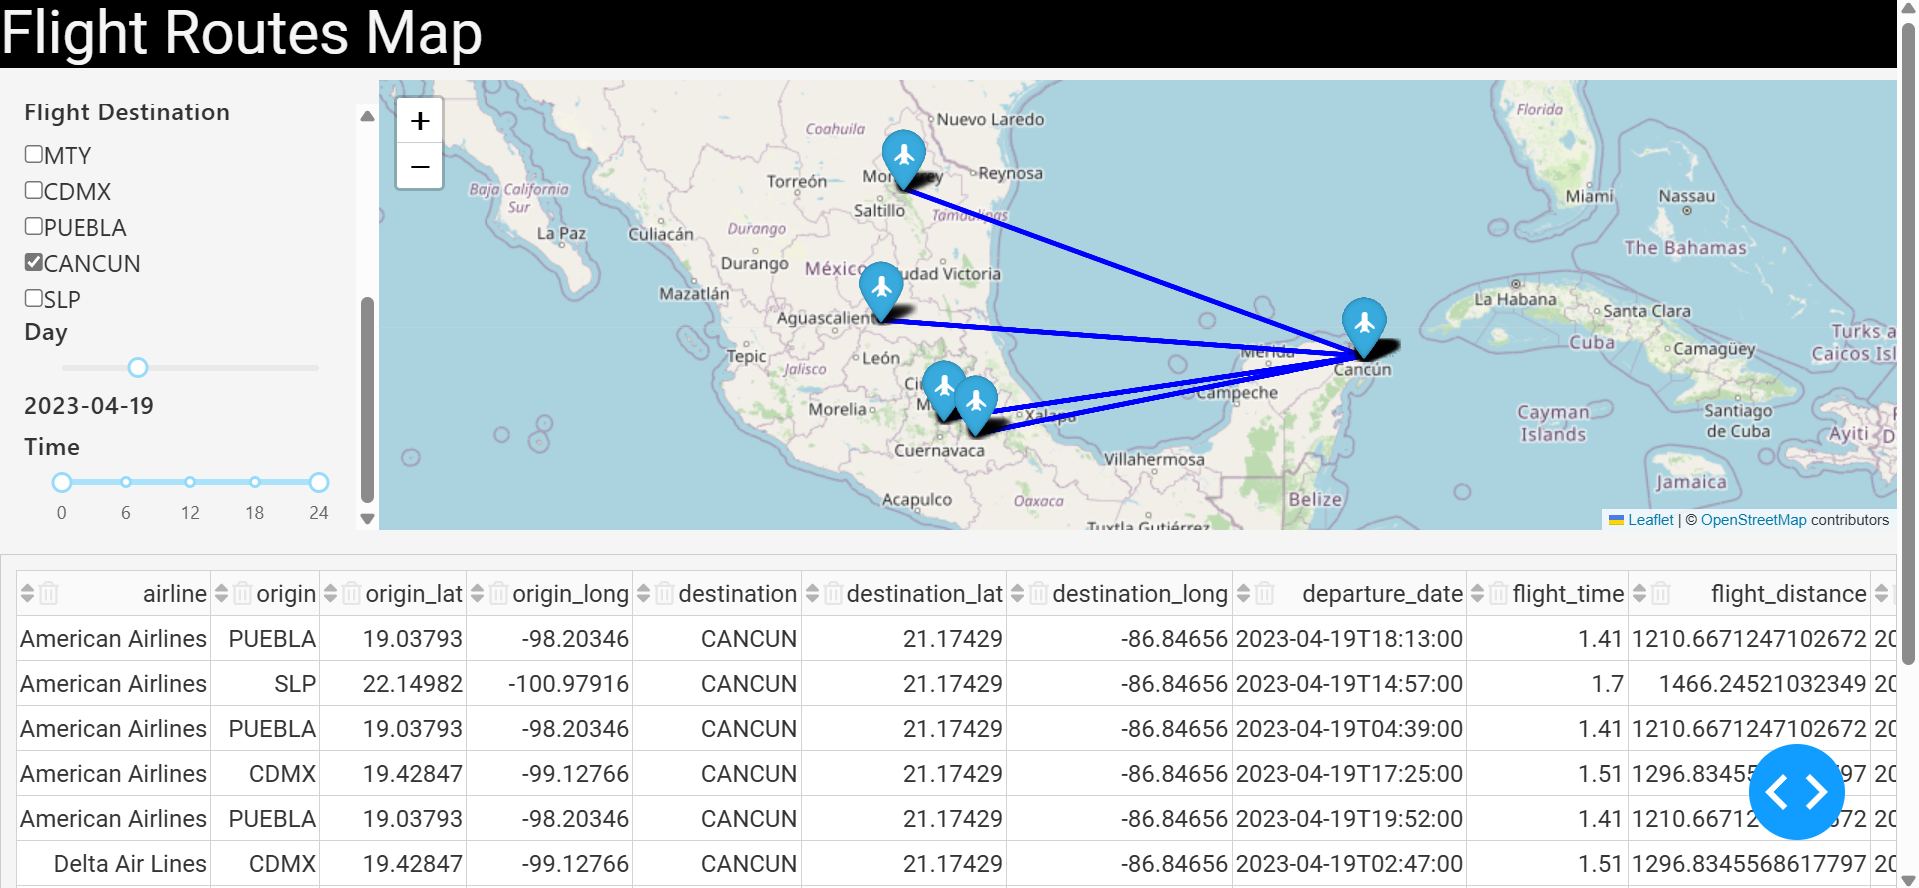 Flight Routes Map
Flight Destination
MTY
CDMX
PUEBLA
CANCUN
SLP
Day
2023-04-19
Time
0 6 12 18 24
+
−
Coahuila
Nuevo Laredo
Florida
Reynosa
Torreón
Baja California
Sur
Saltillo
Tamaulipas
Miami
Nassau
La Paz
Culiacán
Durango
The Bahamas
Durango
México
Ciudad Victoria
Mazatlán
La Habana
Santa Clara
Aguascalient
Turks a
Caicos Isl
Cuba
Camagüey
Tepic
León
Jalisco
Mérida
Cancún
Campeche
Morelia
Xalapa
Cayman
Islands
Santiago
de Cuba
Ayiti
Cuernavaca
Villahermosa
Jamaica
Acapulco
Oaxaca
Belize
Tuxtla Gutiérrez
Leaflet | © OpenStreetMap contributors
airline origin origin_lat origin_long destination destination_lat destination_long departure_date flight_time flight_distance
American Airlines PUEBLA 19.03793 -98.20346 CANCUN 21.17429 -86.84656 2023-04-19T18:13:00 1.41 1210.6671247102672 20
American Airlines SLP 22.14982 -100.97916 CANCUN 21.17429 -86.84656 2023-04-19T14:57:00 1.7 1466.24521032349 20
American Airlines PUEBLA 19.03793 -98.20346 CANCUN 21.17429 -86.84656 2023-04-19T04:39:00 1.41 1210.6671247102672 20
American Airlines CDMX 19.42847 -99.12766 CANCUN 21.17429 -86.84656 2023-04-19T17:25:00 1.51 20
American Airlines PUEBLA 19.03793 -98.20346 CANCUN 21.17429 -86.84656 2023-04-19T19:52:00 1.41 20
Delta Air Lines CDMX 19.42847 -99.12766 CANCUN 21.17429 -86.84656 2023-04-19T02:47:00 1.51 1296.8345568617797 20